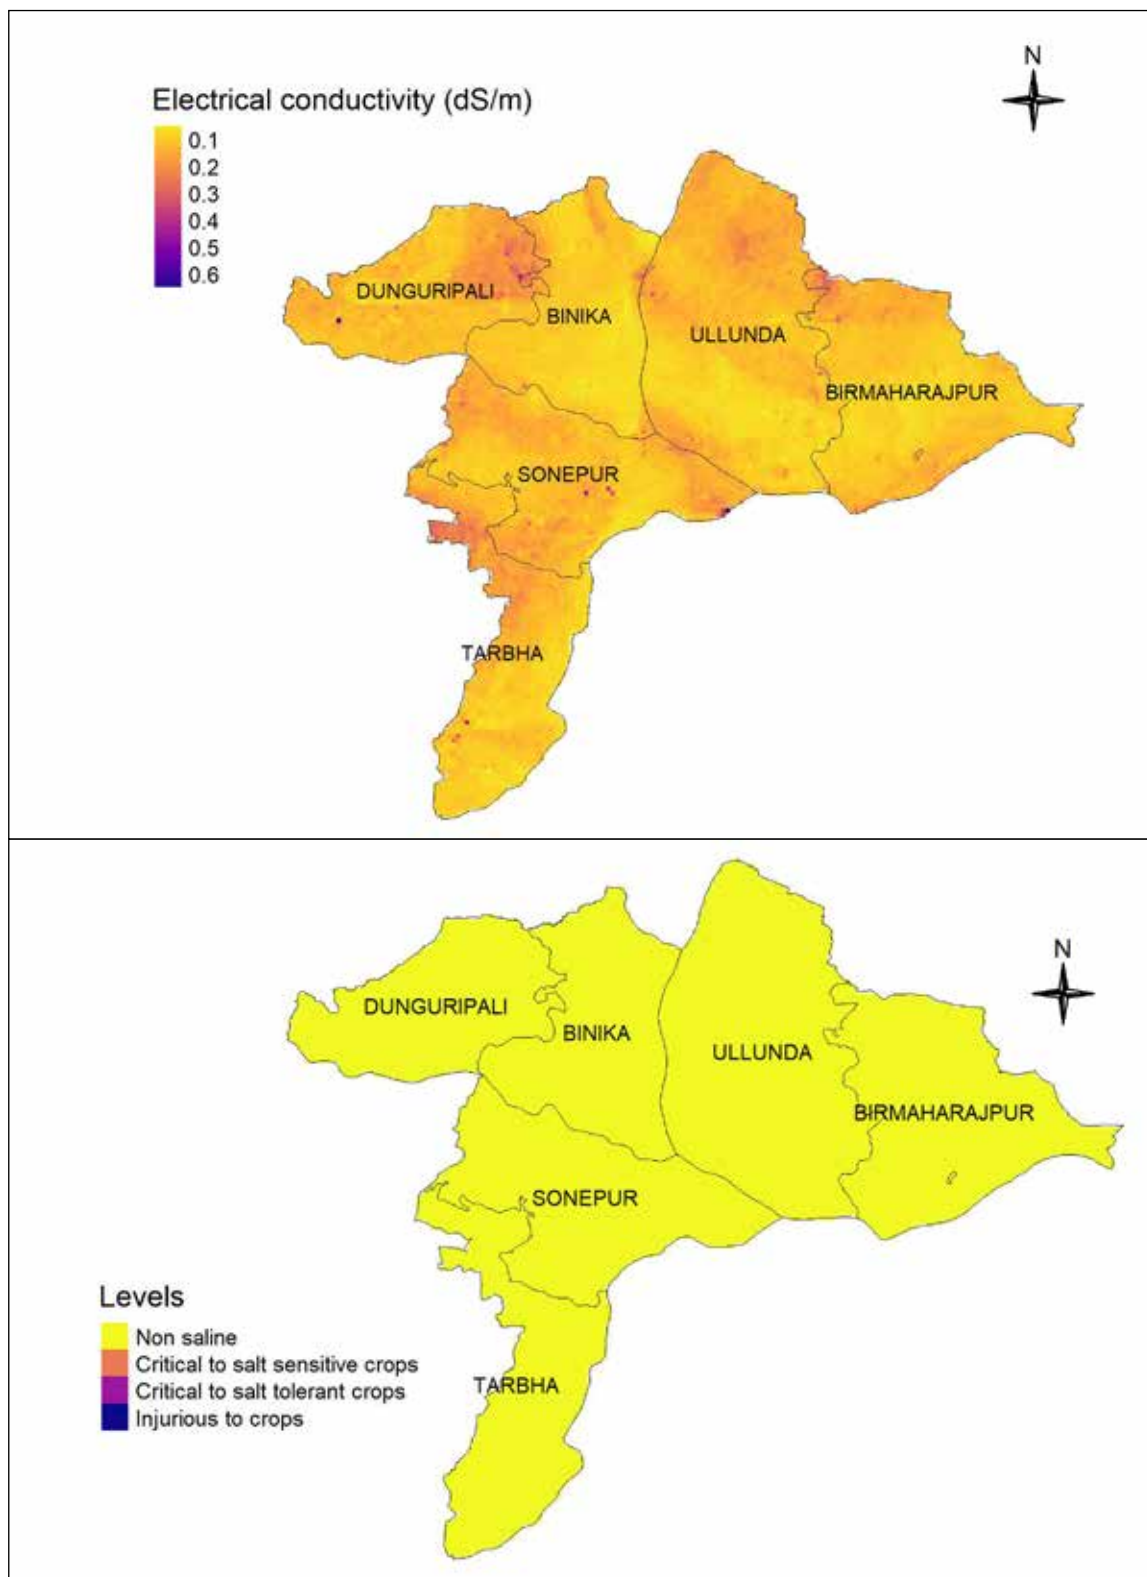 N
Electrical conductivity (dS/m)
0.1
0.2
0.3
0.4
0.5
0.6
DUNGURIPALI
BINIKA
ULLUNDA
BIRMAHARAJPUR
SONEPUR
TARBHA
N
DUNGURIPALI
BINIKA
ULLUNDA
BIRMAHARAJPUR
SONEPUR
Levels
Non saline
Critical to salt sensitive crops
Critical to salt tolerant crops
Injurious to crops
TARBHA